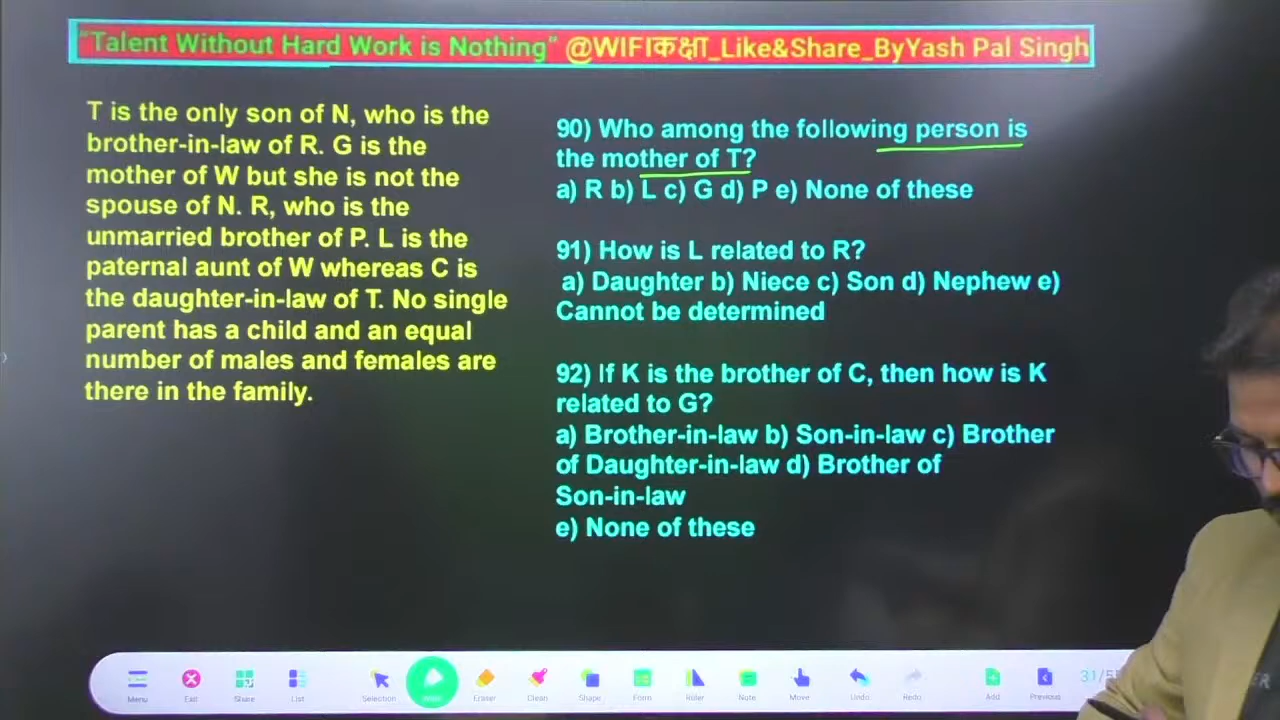 "Talent Without Hard Work is Nothing" @WIFIकक्षा_Like&Share_ByYash Pal Singh
T is the only son of N, who is the
brother-in-law of R. G is the
mother of W but she is not the
spouse of N. R, who is the
unmarried brother of P. L is the
paternal aunt of W whereas C is
the daughter-in-law of T. No single
parent has a child and an equal
number of males and females are
there in the family.
90) Who among the following person is
the mother of T?
a) R b) L c) G d) P e) None of these
91) How is L related to R?
a) Daughter b) Niece c) Son d) Nephew e)
Cannot be determined
92) If K is the brother of C, then how is K
related to G?
a) Brother-in-law b) Son-in-law c) Brother
of Daughter-in-law d) Brother of
Son-in-law
e) None of these
Menu Exit Share List Selection Eraser Clean Shape Form Ruler Note Move Undo Redo Add Previous 31/5